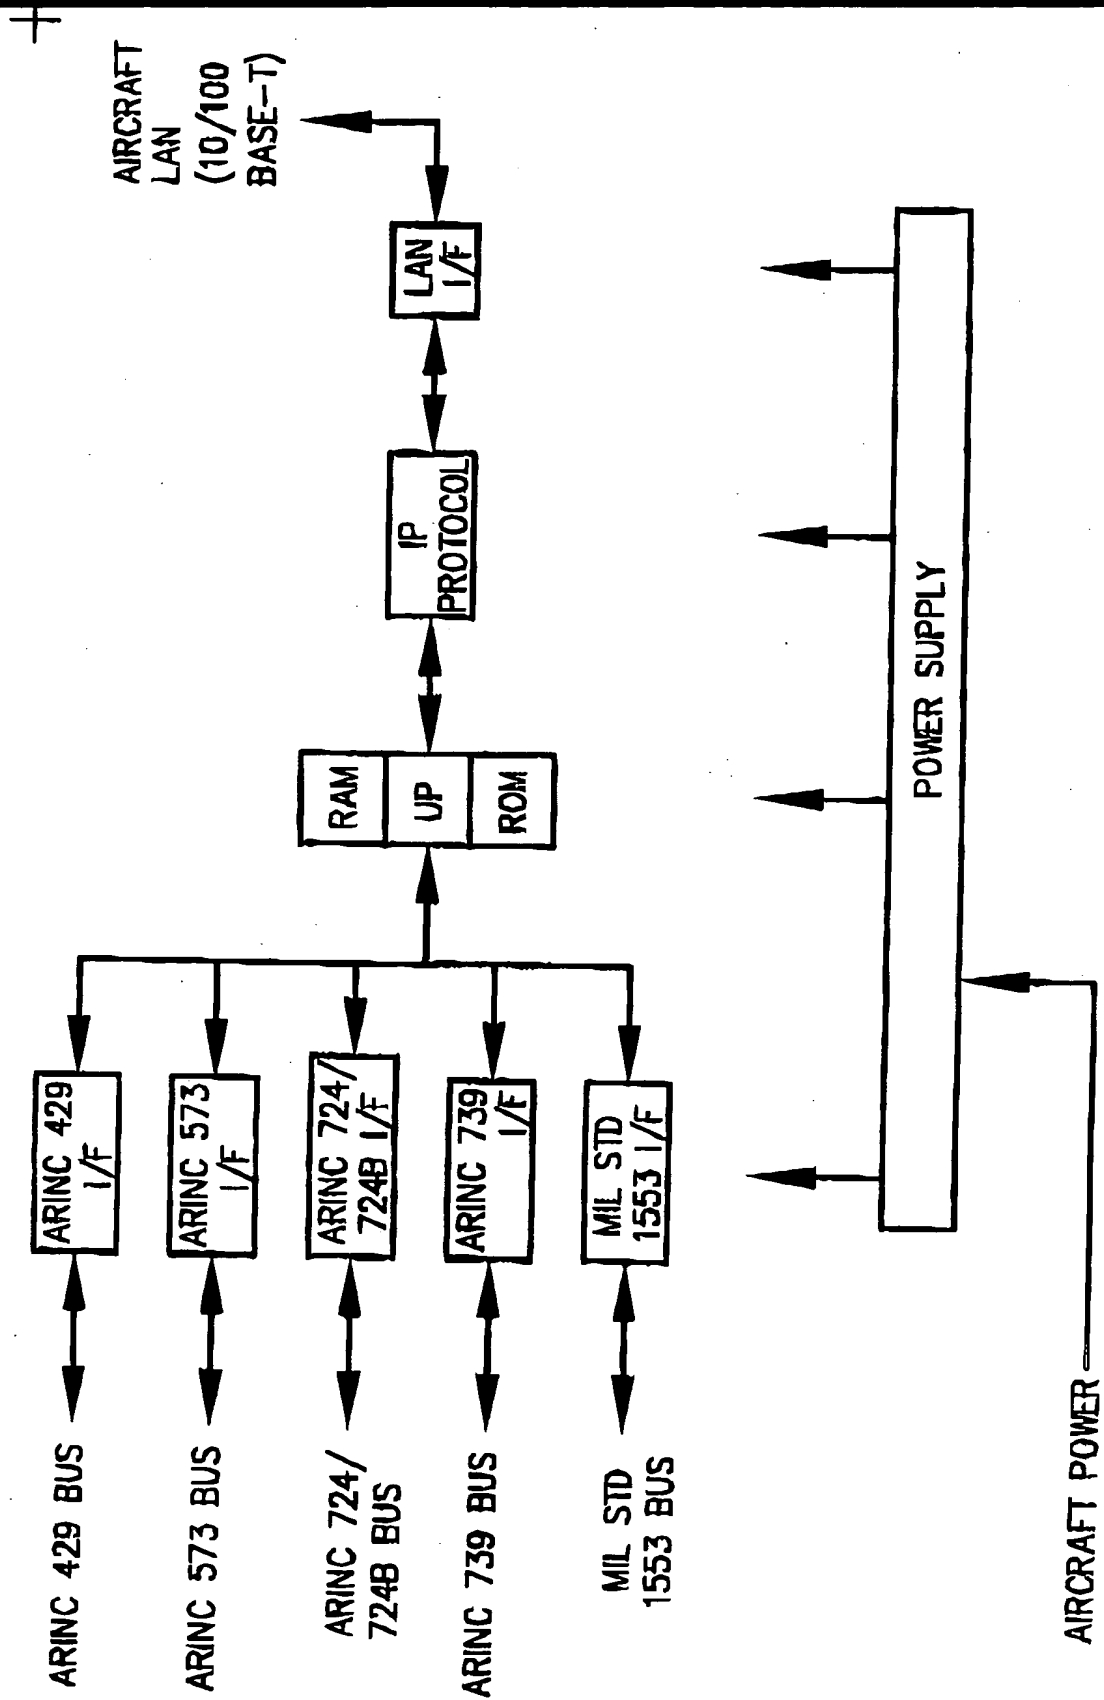 ARINC 429 BUS
ARINC 429
I/F
ARINC 573 BUS
ARINC 573
I/F
ARINC 724/
724B BUS
ARINC 724/
724B I/F
ARINC 739 BUS
ARINC 739
I/F
MIL STD
1553 BUS
MIL STD
1553 I/F
RAM
UP
ROM
IP
PROTOCOL
LAN
I/F
AIRCRAFT
LAN
(10/100
BASE-T)
POWER SUPPLY
AIRCRAFT POWER